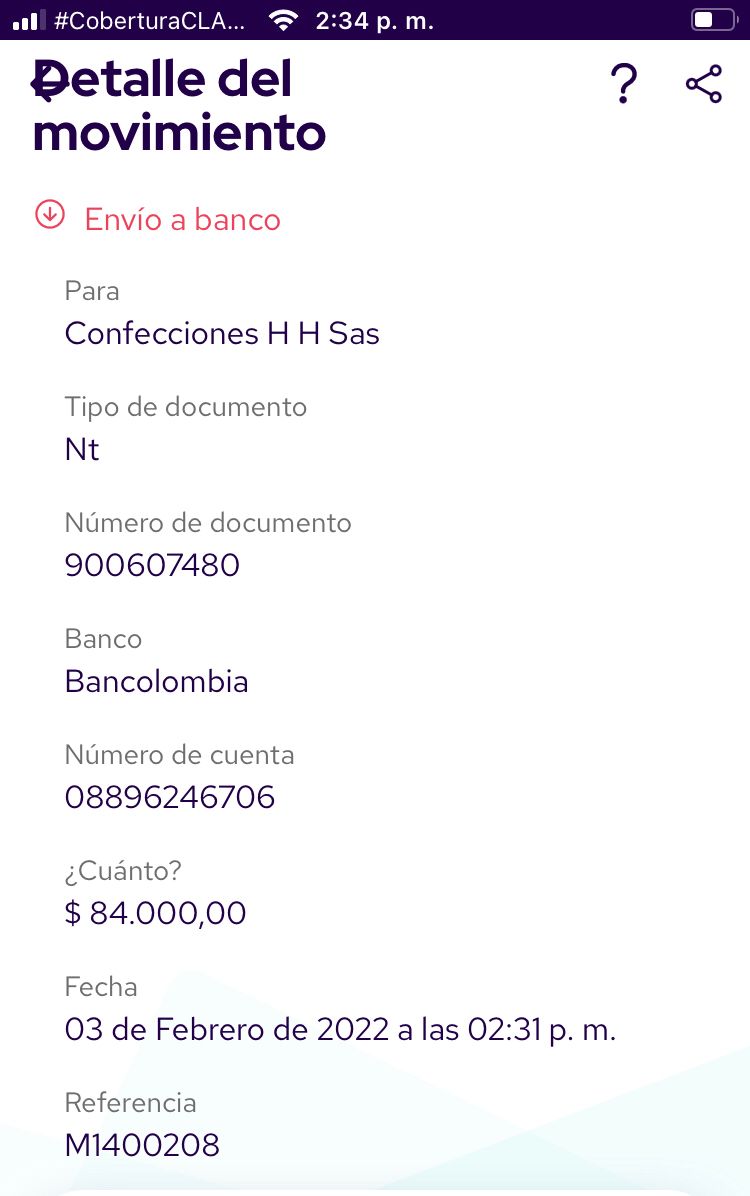 #CoberturaCLA... 2:34 p. m.
Detalle del
movimiento
Envío a banco
Para
Confecciones H H Sas
Tipo de documento
Nt
Número de documento
900607480
Banco
Bancolombia
Número de cuenta
08896246706
¿Cuánto?
$ 84.000,00
Fecha
03 de Febrero de 2022 a las 02:31 p. m.
Referencia
M1400208